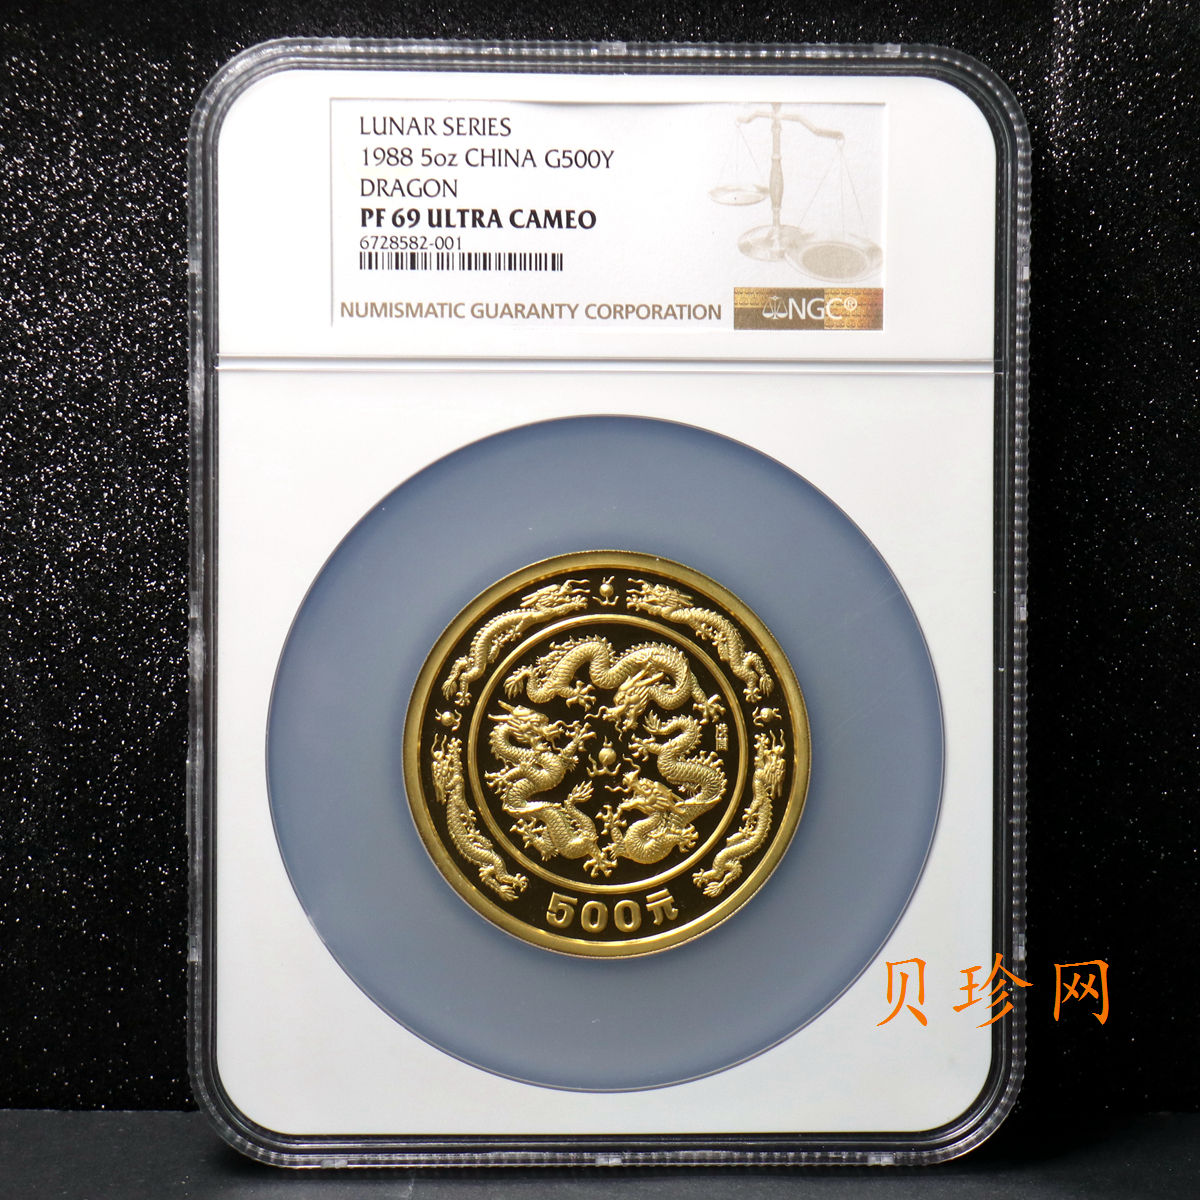 LUNAR SERIES
1988 5oz CHINA G500Y
DRAGON
PF 69 ULTRA CAMEO
6728582-001
NUMISMATIC GUARANTY CORPORATION
NGC®
500元
贝珍网